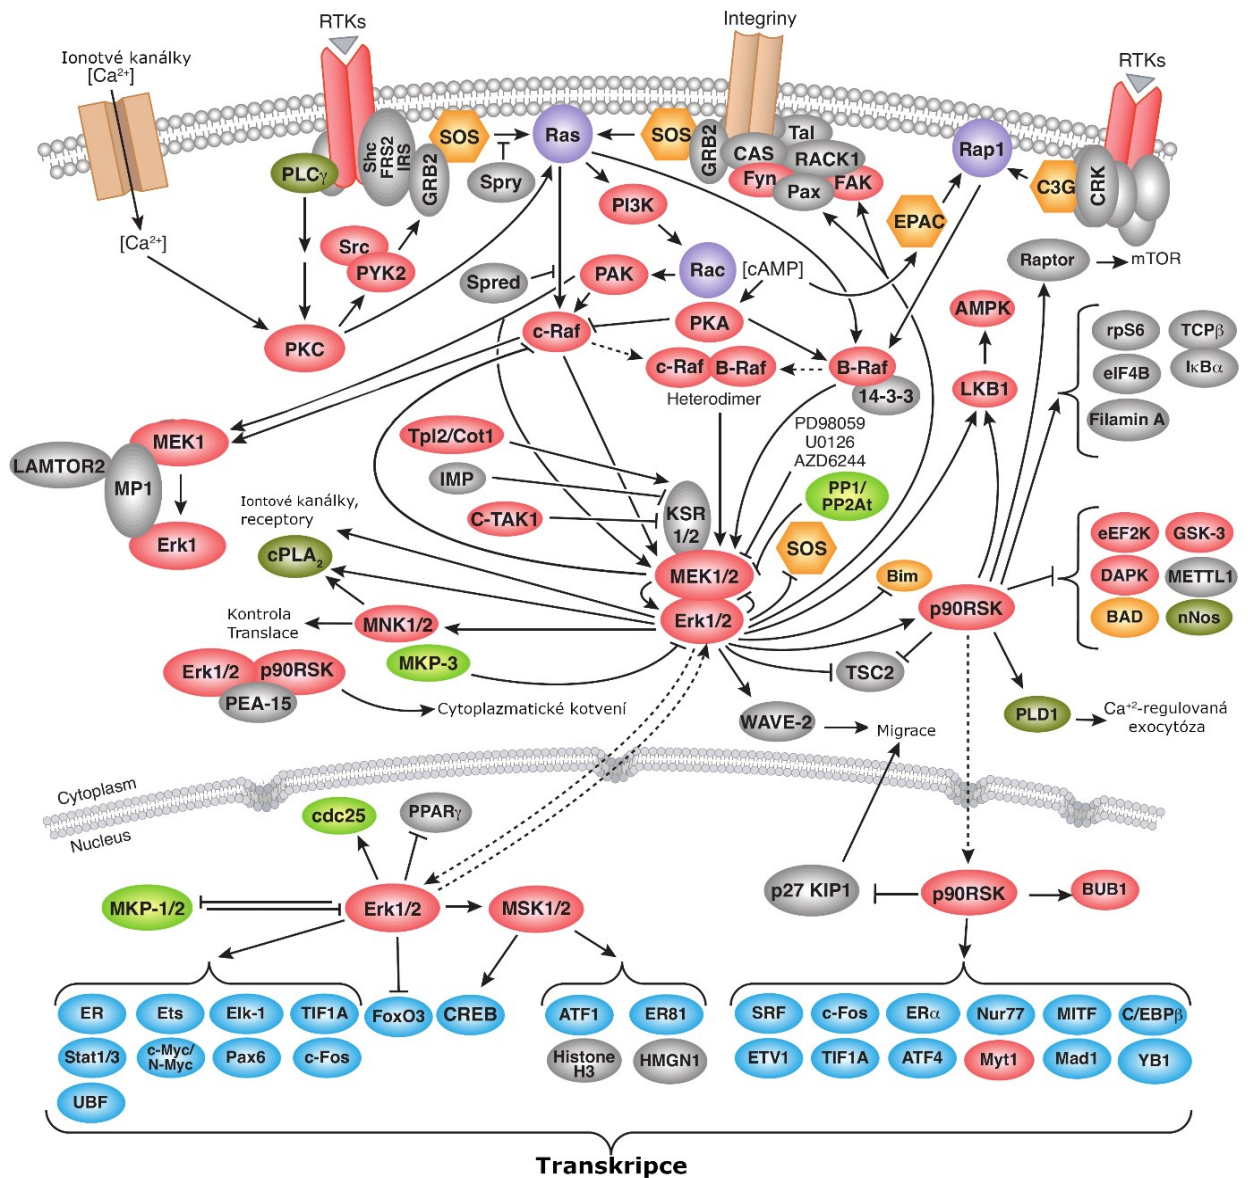 RTKs
Integriny
RTKs
Ionotvé kanálky
[Ca²⁺]
SOS
Ras
SOS
GRB2
CAS
Tal
RACK1
Fyn
Pax
FAK
Rap1
C3G
CRK
EPAC
Shc
FRS2
IRS
GRB2
PLCγ
Spry
PI3K
[Ca²⁺]
Src
PYK2
Spred
PAK
Rac
[cAMP]
Raptor
mTOR
PKC
c-Raf
PKA
AMPK
rpS6
TCPβ
c-Raf
B-Raf
B-Raf
14-3-3
Heterodimer
LKB1
eIF4B
IκBα
Filamin A
MEK1
LAMTOR2
MP1
Erk1
Tpl2/Cot1
IMP
C-TAK1
KSR
1/2
PD98059
U0126
AZD6244
PP1/
PP2At
SOS
Iontové kanálky,
receptory
cPLA₂
MEK1/2
Erk1/2
Bim
p90RSK
eEF2K
GSK-3
DAPK
METTL1
BAD
nNos
Kontrola
Translace
MNK1/2
MKP-3
TSC2
Erk1/2
p90RSK
PEA-15
Cytoplazmatické kotvení
WAVE-2
Migrace
PLD1
Ca⁺²-regulovaná
exocytóza
Cytoplasm
Nucleus
cdc25
PPARγ
MKP-1/2
Erk1/2
MSK1/2
p27 KIP1
p90RSK
BUB1
ER
Ets
Elk-1
TIF1A
FoxO3
CREB
ATF1
ER81
SRF
c-Fos
ERα
Nur77
MITF
C/EBPβ
Stat1/3
c-Myc/
N-Myc
Pax6
c-Fos
Histone
H3
HMGN1
ETV1
TIF1A
ATF4
Myt1
Mad1
YB1
UBF
Transkripce